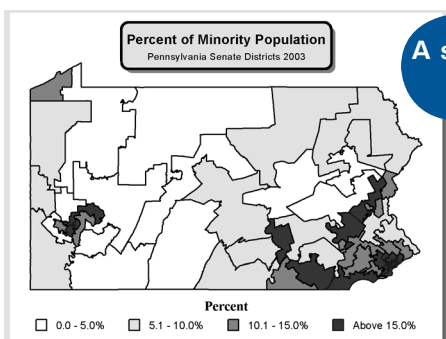 Percent of Minority Population
Pennsylvania Senate Districts 2003
A s
Percent
0.0 - 5.0%
5.1 - 10.0%
10.1 - 15.0%
Above 15.0%